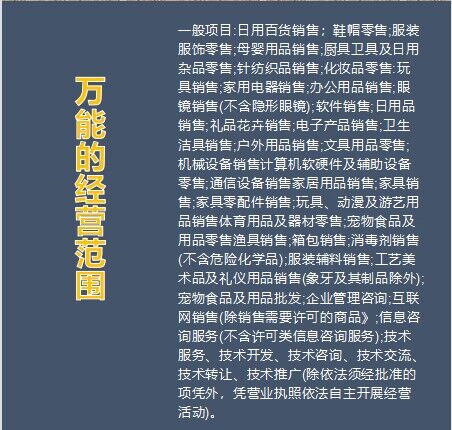 万能的经营范围
一般项目:日用百货销售；鞋帽零售;服装
服饰零售;母婴用品销售;厨具卫具及日用
杂品零售;针纺织品销售;化妆品零售:玩
具销售;家用电器销售;办公用品销售;眼
镜销售(不含隐形眼镜);软件销售;日用品
销售;礼品花卉销售;电子产品销售;卫生
洁具销售;户外用品销售;文具用品零售;
机械设备销售计算机软硬件及辅助设备
零售;通信设备销售家居用品销售;家具销
售;家具零配件销售;玩具、动漫及游艺用
品销售体育用品及器材零售;宠物食品及
用品零售渔具销售;箱包销售;消毒剂销售
(不含危险化学品);服装辅料销售;工艺美
术品及礼仪用品销售(象牙及其制品除外);
宠物食品及用品批发;企业管理咨询;互联
网销售(除销售需要许可的商品》;信息咨
询服务(不含许可类信息咨询服务);技术
服务、技术开发、技术咨询、技术交流、
技术转让、技术推广(除依法须经批准的
项凭外，凭营业执照依法自主开展经营
活动)。